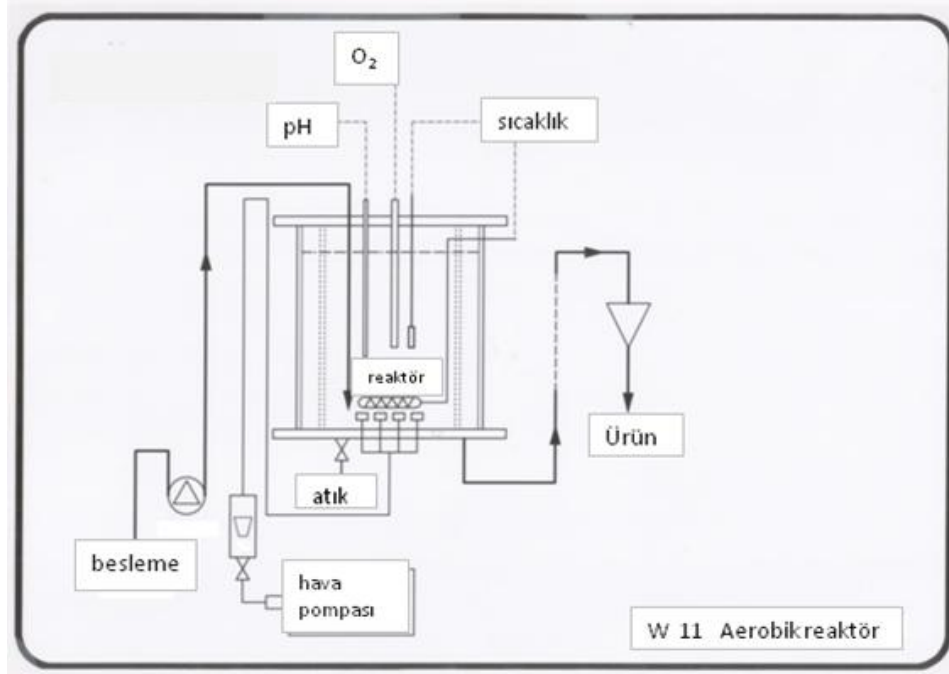 O₂
pH
sıcaklık
reaktör
Ürün
atık
besleme
hava
pompası
W 11 Aerobikreaktör